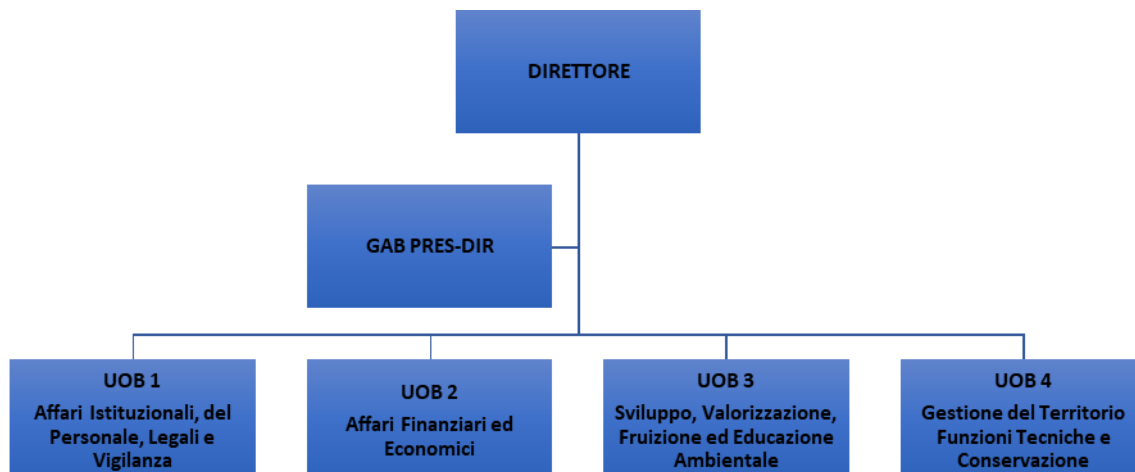 DIRETTORE
GAB PRES-DIR
UOB 1
Affari Istituzionali, del
Personale, Legali e
Vigilanza
UOB 2
Affari Finanziari ed
Economici
UOB 3
Sviluppo, Valorizzazione,
Fruizione ed Educazione
Ambientale
UOB 4
Gestione del Territorio
Funzioni Tecniche e
Conservazione